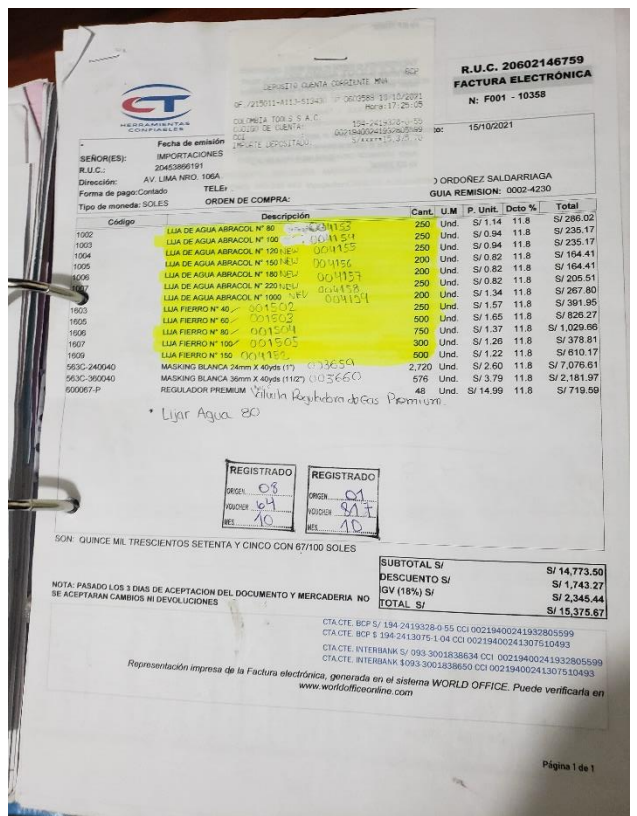 BCP
DEPOSITO CUENTA CORRIENTE MN.
10/10/2021
Hora:17:26:05
COLOMBIA TOOLS S A C
CODIGO DE CUENTA: 194-2419328-0-55
CCI 00219400241932805599
IMPORTE DEPOSITADO:
R.U.C. 20602146759
FACTURA ELECTRÓNICA
N: F001 - 10358
CT
HERRAMIENTAS
CONFIABLES
Fecha de emisión
15/10/2021
SEÑOR(ES): IMPORTACIONES
R.U.C.: 20453866191
Dirección: AV. LIMA NRO. 106A
ORDOÑEZ SALDARRIAGA
Forma de pago:Contado
GUIA REMISION: 0002-4230
Tipo de moneda: SOLES ORDEN DE COMPRA:
Código Descripción Cant. U.M P. Unit. Dcto % Total
1002 LIJA DE AGUA ABRACOL N° 80 004153 250 Und. S/ 1.14 11.8 S/ 286.02
1003 LIJA DE AGUA ABRACOL N° 100 004154 250 Und. S/ 0.94 11.8 S/ 235.17
1004 LIJA DE AGUA ABRACOL N° 120 NEW 004155 250 Und. S/ 0.94 11.8 S/ 235.17
1005 LIJA DE AGUA ABRACOL N° 150 NEW 004156 200 Und. S/ 0.82 11.8 S/ 164.41
1006 LIJA DE AGUA ABRACOL N° 180 NEW 004157 200 Und. S/ 0.82 11.8 S/ 164.41
1007 LIJA DE AGUA ABRACOL N° 220 NEW 004158 250 Und. S/ 0.82 11.8 S/ 205.51
LIJA DE AGUA ABRACOL N° 1000 NEW 004159 200 Und. S/ 1.34 11.8 S/ 267.80
1603 LIJA FIERRO N° 40 001502 250 Und. S/ 1.57 11.8 S/ 391.95
1605 LIJA FIERRO N° 60 001503 500 Und. S/ 1.65 11.8 S/ 826.27
1606 LIJA FIERRO N° 80 001504 750 Und. S/ 1.37 11.8 S/ 1,029.66
1607 LIJA FIERRO N° 100 001505 300 Und. S/ 1.26 11.8 S/ 378.81
1609 LIJA FIERRO N° 150 004152 500 Und. S/ 1.22 11.8 S/ 610.17
563C-240040 MASKING BLANCA 24mm X 40yds (1") 003659 2,720 Und. S/ 2.60 11.8 S/ 7,076.61
563C-360040 MASKING BLANCA 36mm X 40yds (11/2") 003660 576 Und. S/ 3.79 11.8 S/ 2,181.97
600067-P REGULADOR PREMIUM Válvula Reguladora de Gas Premium 48 Und. S/ 14.99 11.8 S/ 719.59
* Lijar Agua 80
REGISTRADO REGISTRADO
ORIGEN 08 ORIGEN 01
VOUCHER 64 VOUCHER 817
MES 10 MES 10
SON: QUINCE MIL TRESCIENTOS SETENTA Y CINCO CON 67/100 SOLES
SUBTOTAL S/ S/ 14,773.50
DESCUENTO S/ S/ 1,743.27
IGV (18%) S/ S/ 2,345.44
TOTAL S/ S/ 15,375.67
NOTA: PASADO LOS 3 DIAS DE ACEPTACION DEL DOCUMENTO Y MERCADERIA NO
SE ACEPTARAN CAMBIOS NI DEVOLUCIONES
CTA.CTE. BCP S/ 194-2419328-0-55 CCI 00219400241932805599
CTA.CTE. BCP $ 194-2413075-1-04 CCI 00219400241307510493
CTA.CTE. INTERBANK S/ 093-3001838634 CCI 00219400241932805599
CTA.CTE. INTERBANK $093-3001838650 CCI 00219400241307510493
Representación impresa de la Factura electrónica, generada en el sistema WORLD OFFICE. Puede verificarla en
www.worldofficeonline.com
Página 1 de 1